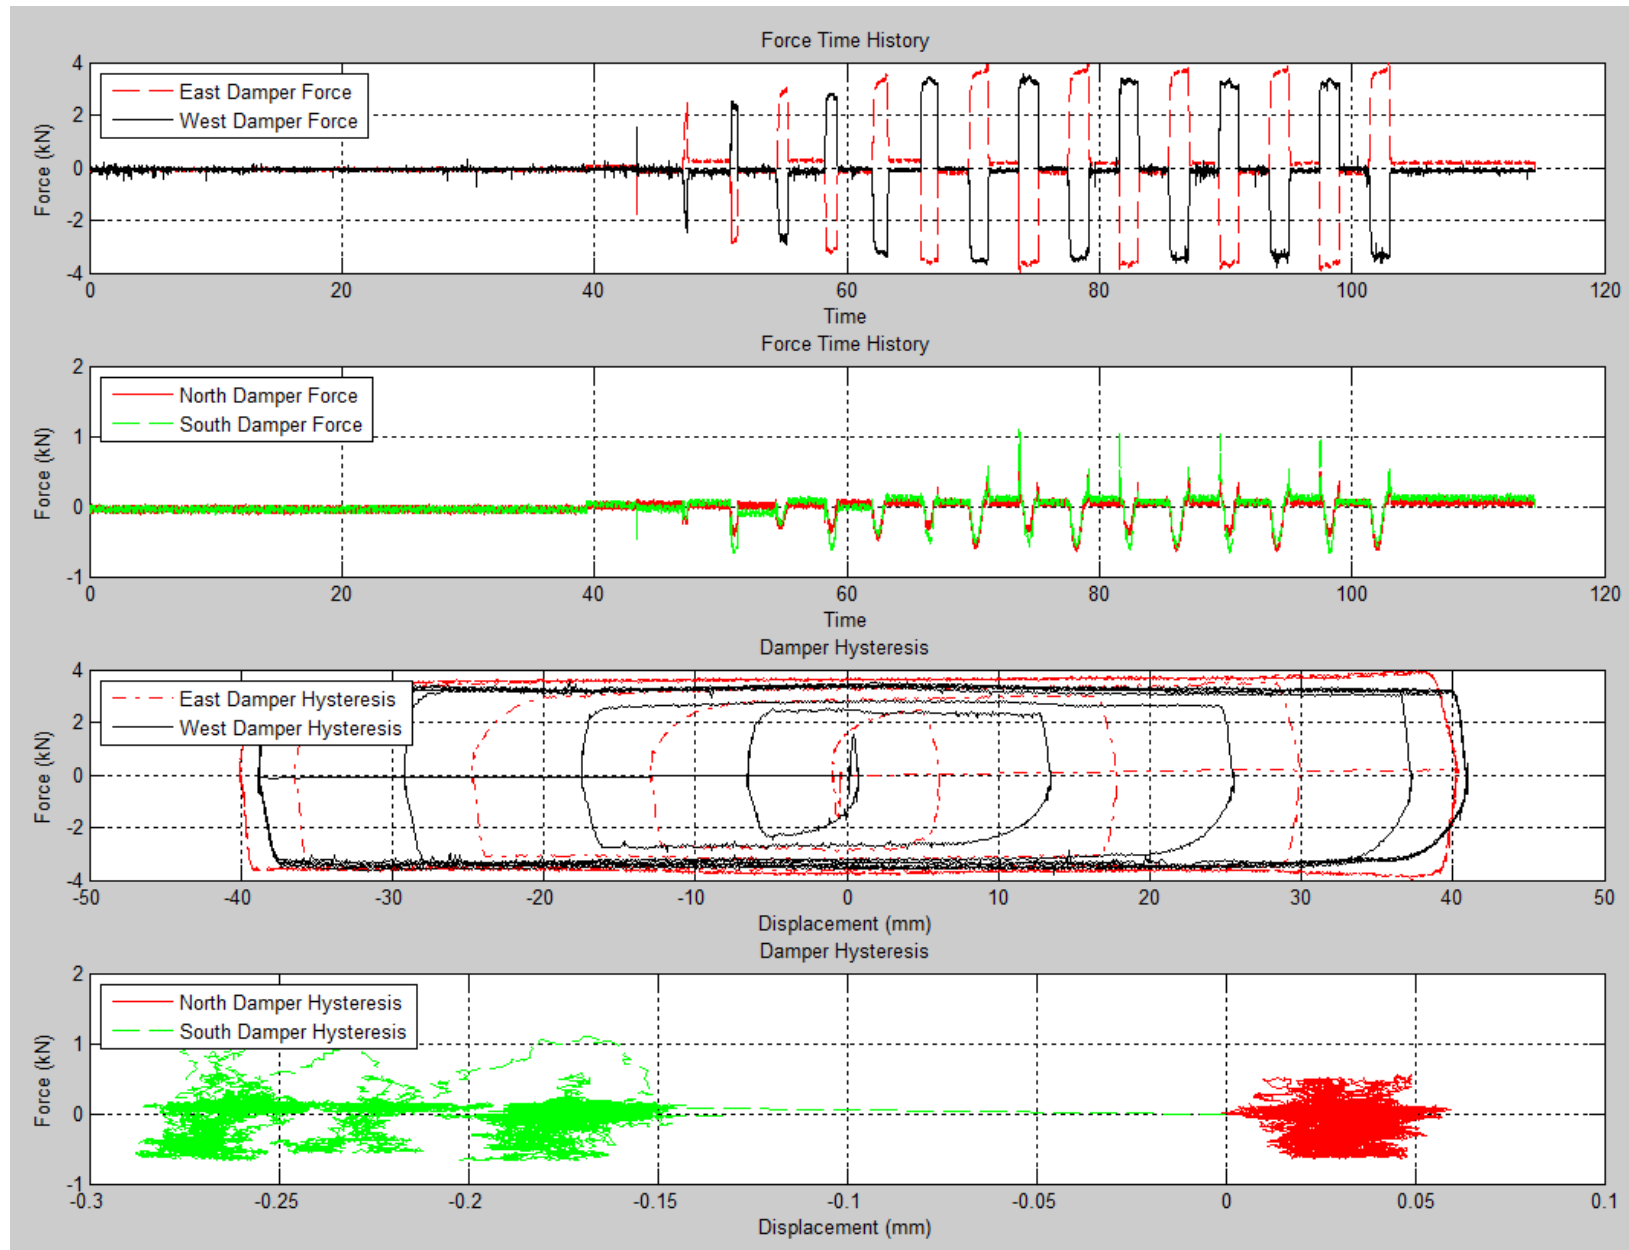 Force Time History
4
2
0
-2
-4
Force (kN)
East Damper Force
West Damper Force
0 20 40 60 80 100 120
Time
Force Time History
2
1
0
-1
Force (kN)
North Damper Force
South Damper Force
0 20 40 60 80 100 120
Time
Damper Hysteresis
4
2
0
-2
-4
Force (kN)
East Damper Hysteresis
West Damper Hysteresis
-50 -40 -30 -20 -10 0 10 20 30 40 50
Displacement (mm)
Damper Hysteresis
2
1
0
-1
Force (kN)
North Damper Hysteresis
South Damper Hysteresis
-0.3 -0.25 -0.2 -0.15 -0.1 -0.05 0 0.05 0.1
Displacement (mm)